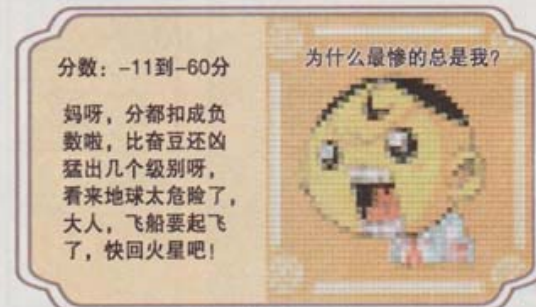 分数：-11到-60分
妈呀，分都扣成负
数啦，比奋豆还凶
猛出几个级别呀，
看来地球太危险了，
大人，飞船要起飞
了，快回火星吧！
为什么最惨的总是我？